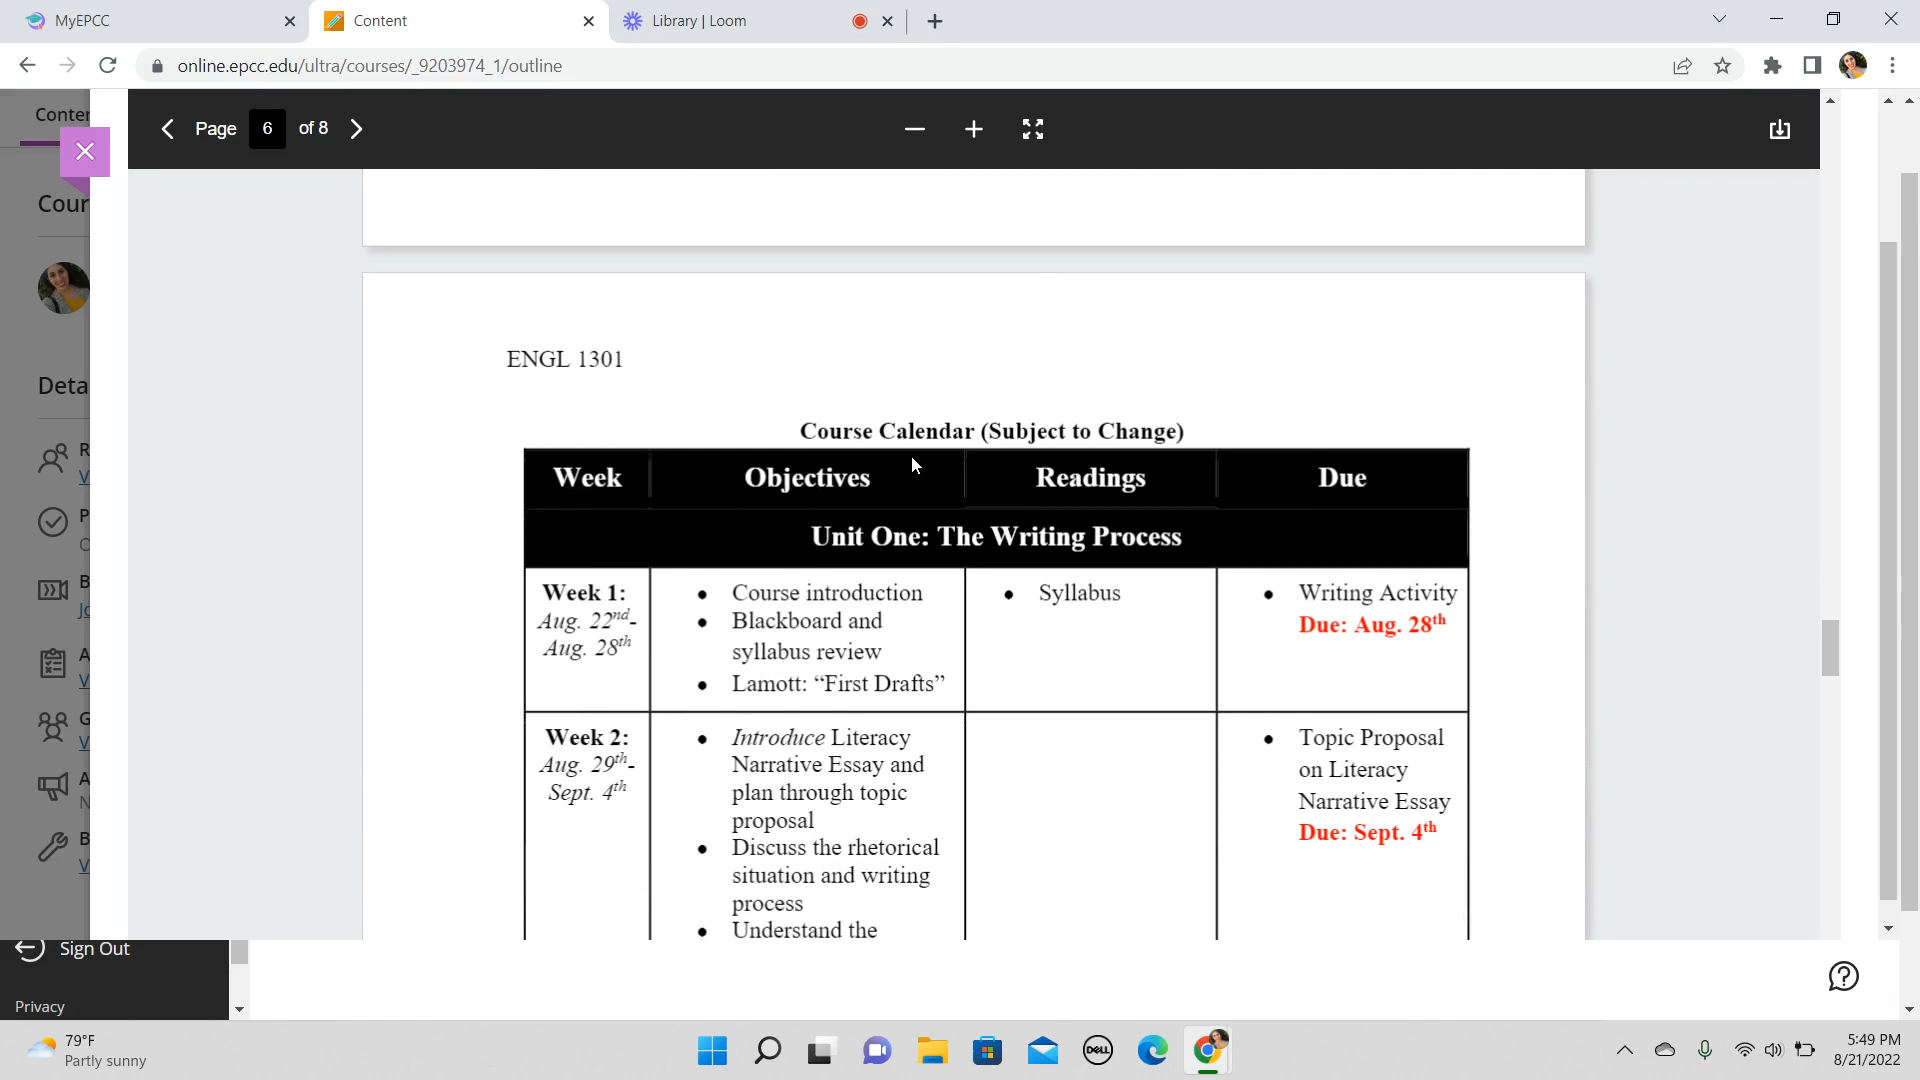 MyEPCC
Content
Library | Loom
online.epcc.edu/ultra/courses/_9203974_1/outline
Page 6 of 8
ENGL 1301
Course Calendar (Subject to Change)
Week Objectives Readings Due
Unit One: The Writing Process
Week 1:
Aug. 22nd-
Aug. 28th
• Course introduction
• Blackboard and
syllabus review
• Lamott: “First Drafts”
• Syllabus
• Writing Activity
Due: Aug. 28th
Week 2:
Aug. 29th-
Sept. 4th
• Introduce Literacy
Narrative Essay and
plan through topic
proposal
• Discuss the rhetorical
situation and writing
process
• Understand the
• Topic Proposal
on Literacy
Narrative Essay
Due: Sept. 4th
Sign Out
Privacy
79°F
Partly sunny
DELL
5:49 PM
8/21/2022